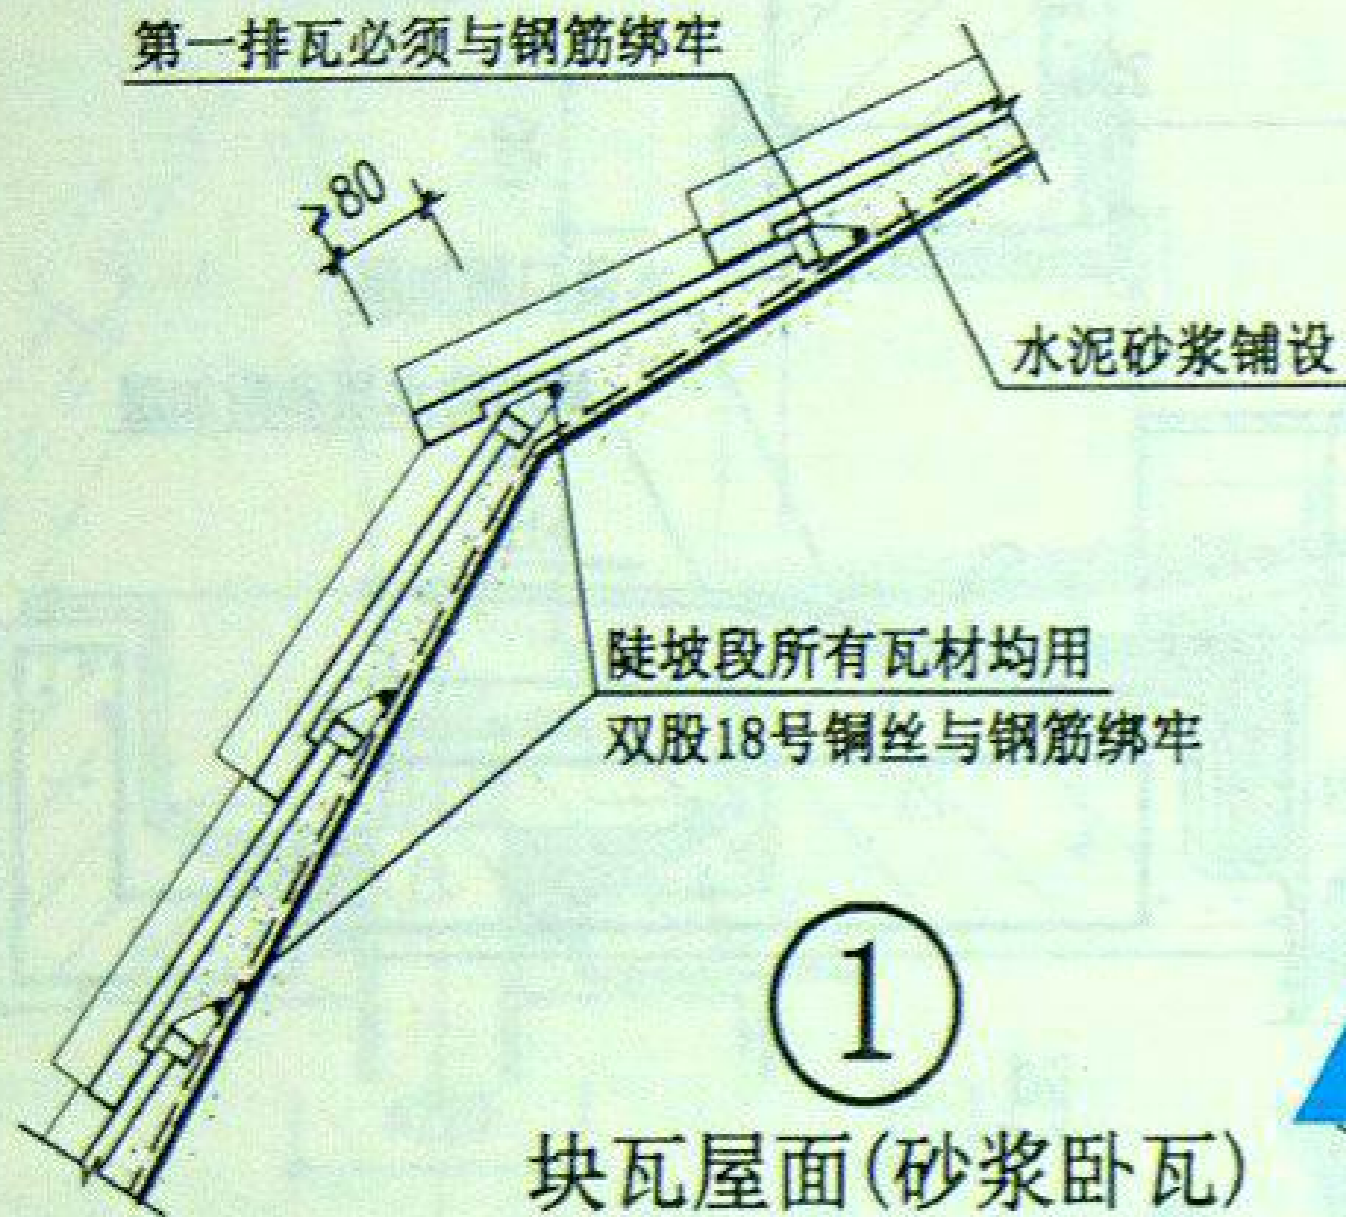 第一排瓦必须与钢筋绑牢
~80
水泥砂浆铺设
陡坡段所有瓦材均用
双股18号铜丝与钢筋绑牢
1
块瓦屋面(砂浆卧瓦)